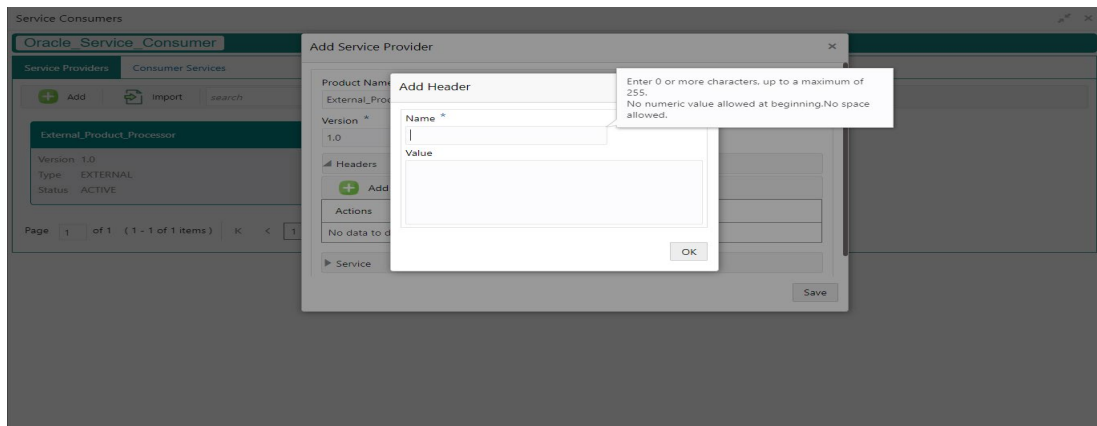 Service Consumers
Oracle_Service_Consumer
Service Providers Consumer Services
Add Import search
External_Product_Processor
Version 1.0
Type EXTERNAL
Status ACTIVE
Page 1 of 1 (1 - 1 of 1 items) K < 1
Add Service Provider ×
Product Name
External_Proc
Version *
1.0
Headers
Add
Actions
No data to d
Service
Save
Add Header
Name *
Value
OK
Enter 0 or more characters, up to a maximum of
255.
No numeric value allowed at beginning.No space
allowed.